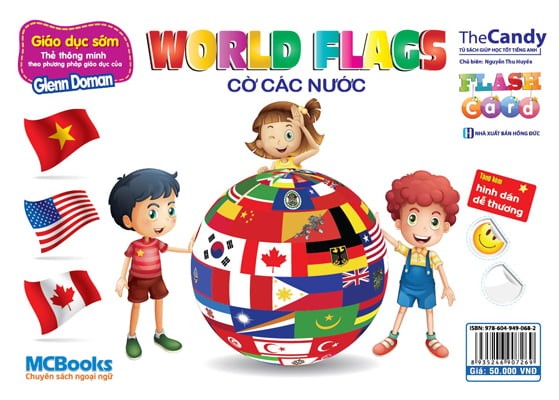 Giáo dục sớm
Thẻ thông minh
theo phương pháp giáo dục của
Glenn Doman
WORLD FLAGS
CỜ CÁC NƯỚC
TheCandy
TỦ SÁCH GIÚP HỌC TỐT TIẾNG ANH
Chủ biên: Nguyễn Thu Huyền
FLASH
Card
NHÀ XUẤT BẢN HỒNG ĐỨC
Tặng kèm
hình dán
dễ thương
MCBooks
Chuyên sách ngoại ngữ
ISBN: 978-604-949-068-2
8 935246 907269
Giá: 50.000 VNĐ